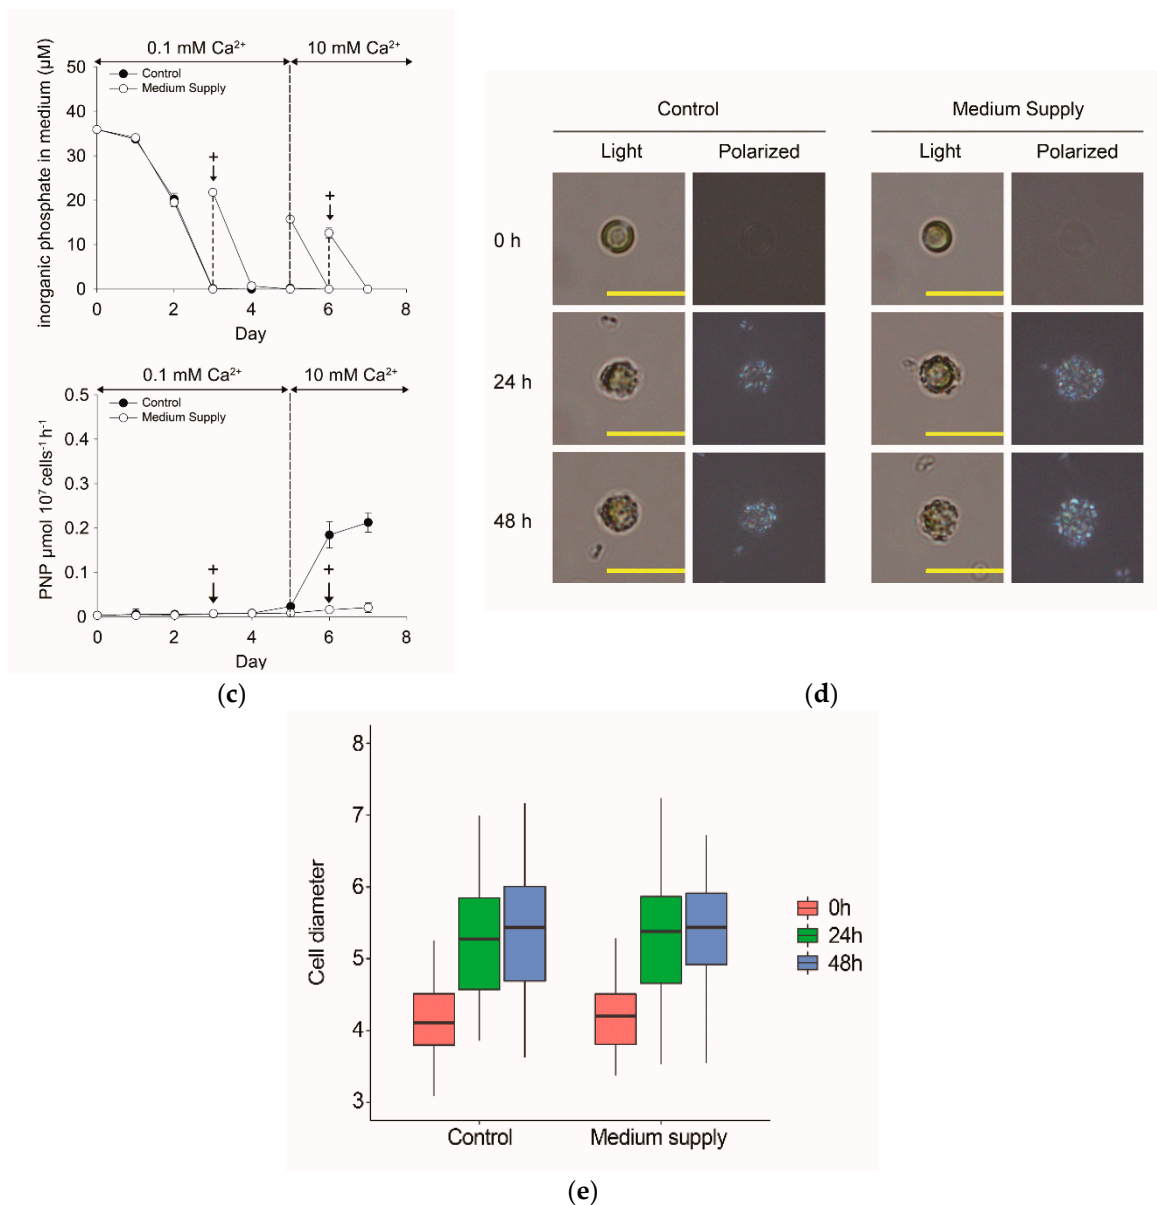 0.1 mM Ca²⁺ 10 mM Ca²⁺
Control
Medium Supply
inorganic phosphate in medium (µM)
50
40
30
20
10
0
+
+
0 2 4 6 8
Day
0.1 mM Ca²⁺ 10 mM Ca²⁺
Control
Medium Supply
PNP µmol 10⁷ cells⁻¹ h⁻¹
0.5
0.4
0.3
0.2
0.1
0
+
+
0 2 4 6 8
Day
(c)
Control Medium Supply
Light Polarized Light Polarized
0 h
24 h
48 h
(d)
Cell diameter
8
7
6
5
4
3
0h
24h
48h
Control Medium supply
(e)